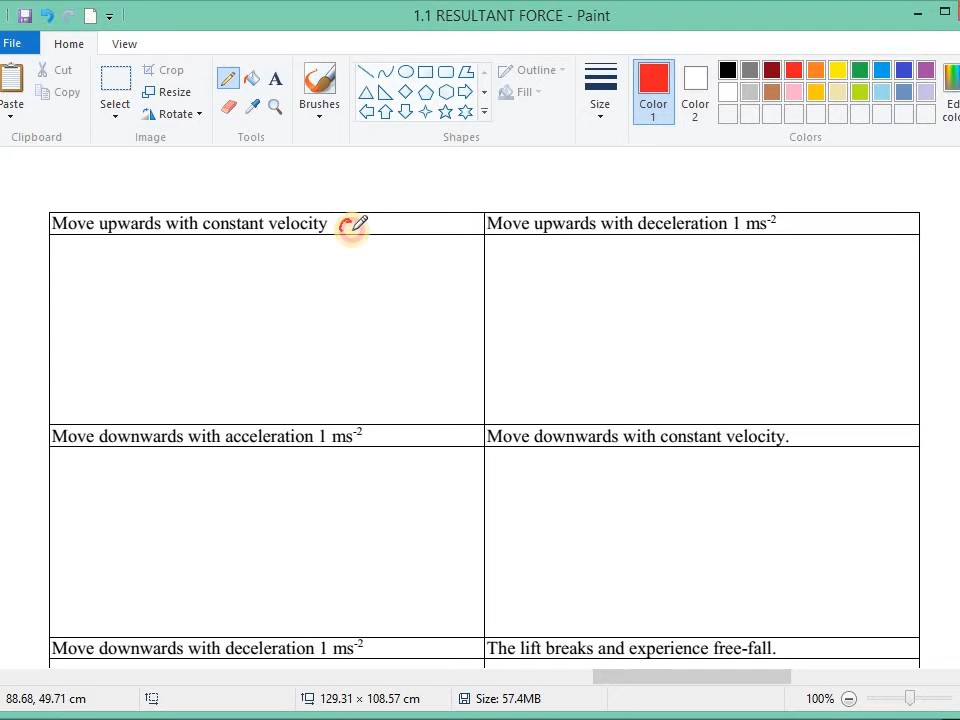 1.1 RESULTANT FORCE - Paint
File Home View
Paste
Cut
Copy
Clipboard
Select
Crop
Resize
Rotate
Image
A
Tools
Brushes
Shapes
Outline
Fill
Size
Color
1
Color
2
Colors
Move upwards with constant velocity
Move upwards with deceleration 1 ms⁻²
Move downwards with acceleration 1 ms⁻²
Move downwards with constant velocity.
Move downwards with deceleration 1 ms⁻²
The lift breaks and experience free-fall.
88.68, 49.71 cm
129.31 × 108.57 cm
Size: 57.4MB
100%